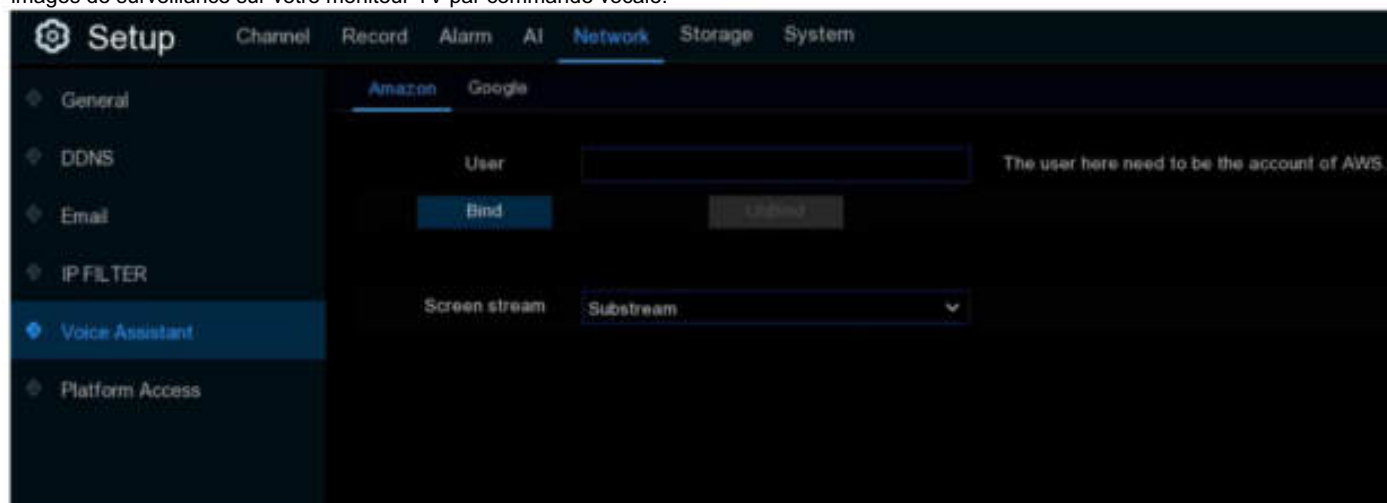 images de surveillance sur votre moniteur TV par commande vocale.
Setup Channel Record Alarm AI Network Storage System
Amazon Google
General
DDNS
Email
IP FILTER
Voice Assistant
Platform Access
User The user here need to be the account of AWS.
Bind Unbind
Screen stream Substream